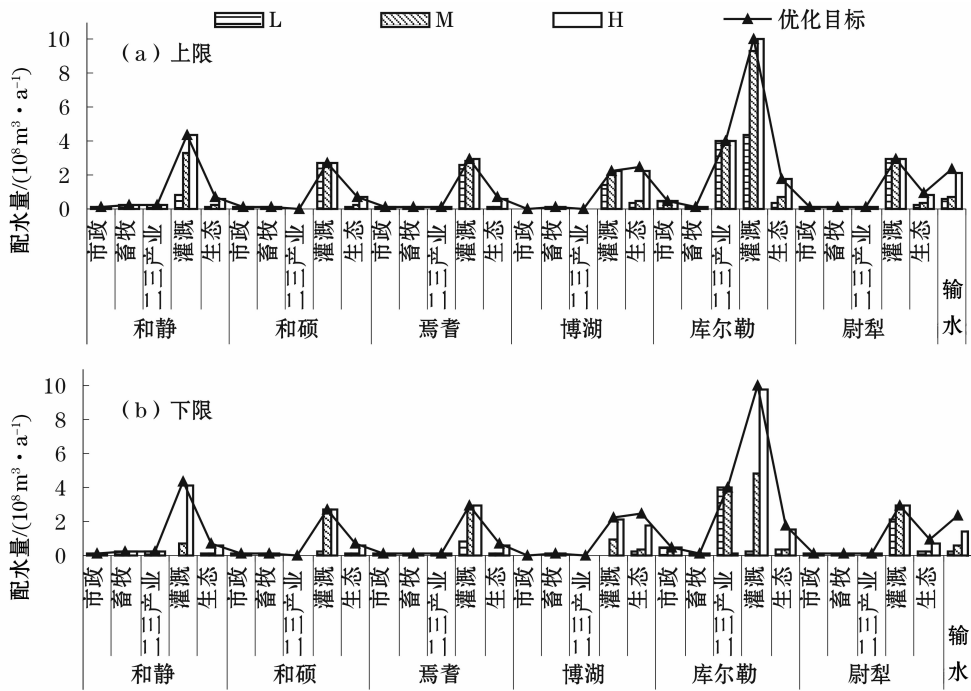 L M H 优化目标
(a)上限
配水量/(10⁸m³·a⁻¹)
10
8
6
4
2
0
市政 畜牧 二三产业 灌溉 生态 市政 畜牧 二三产业 灌溉 生态 市政 畜牧 二三产业 灌溉 生态 市政 畜牧 二三产业 灌溉 生态 市政 畜牧 二三产业 灌溉 生态 市政 畜牧 二三产业 灌溉 生态 输水
和静 和硕 焉耆 博湖 库尔勒 尉犁
(b)下限
配水量/(10⁸m³·a⁻¹)
10
8
6
4
2
0
市政 畜牧 二三产业 灌溉 生态 市政 畜牧 二三产业 灌溉 生态 市政 畜牧 二三产业 灌溉 生态 市政 畜牧 二三产业 灌溉 生态 市政 畜牧 二三产业 灌溉 生态 市政 畜牧 二三产业 灌溉 生态 输水
和静 和硕 焉耆 博湖 库尔勒 尉犁